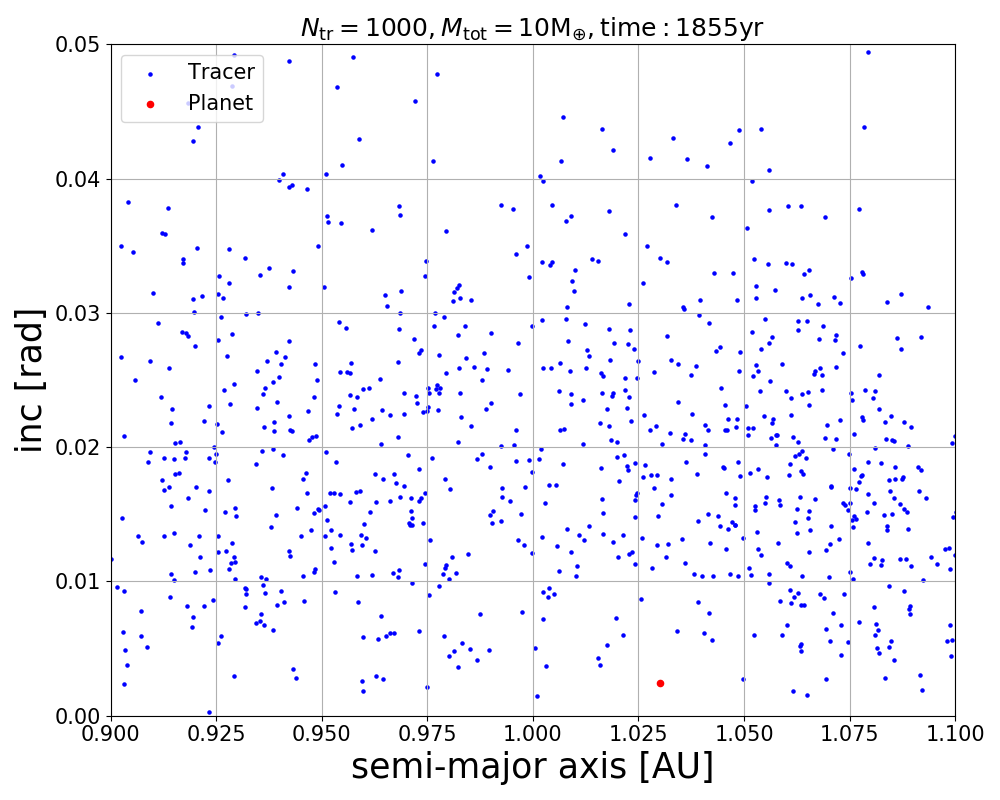 N_tr = 1000, M_tot = 10M_⊕, time : 1855yr
Tracer
Planet
inc [rad]
0.05
0.04
0.03
0.02
0.01
0.00
0.900 0.925 0.950 0.975 1.000 1.025 1.050 1.075 1.100
semi-major axis [AU]